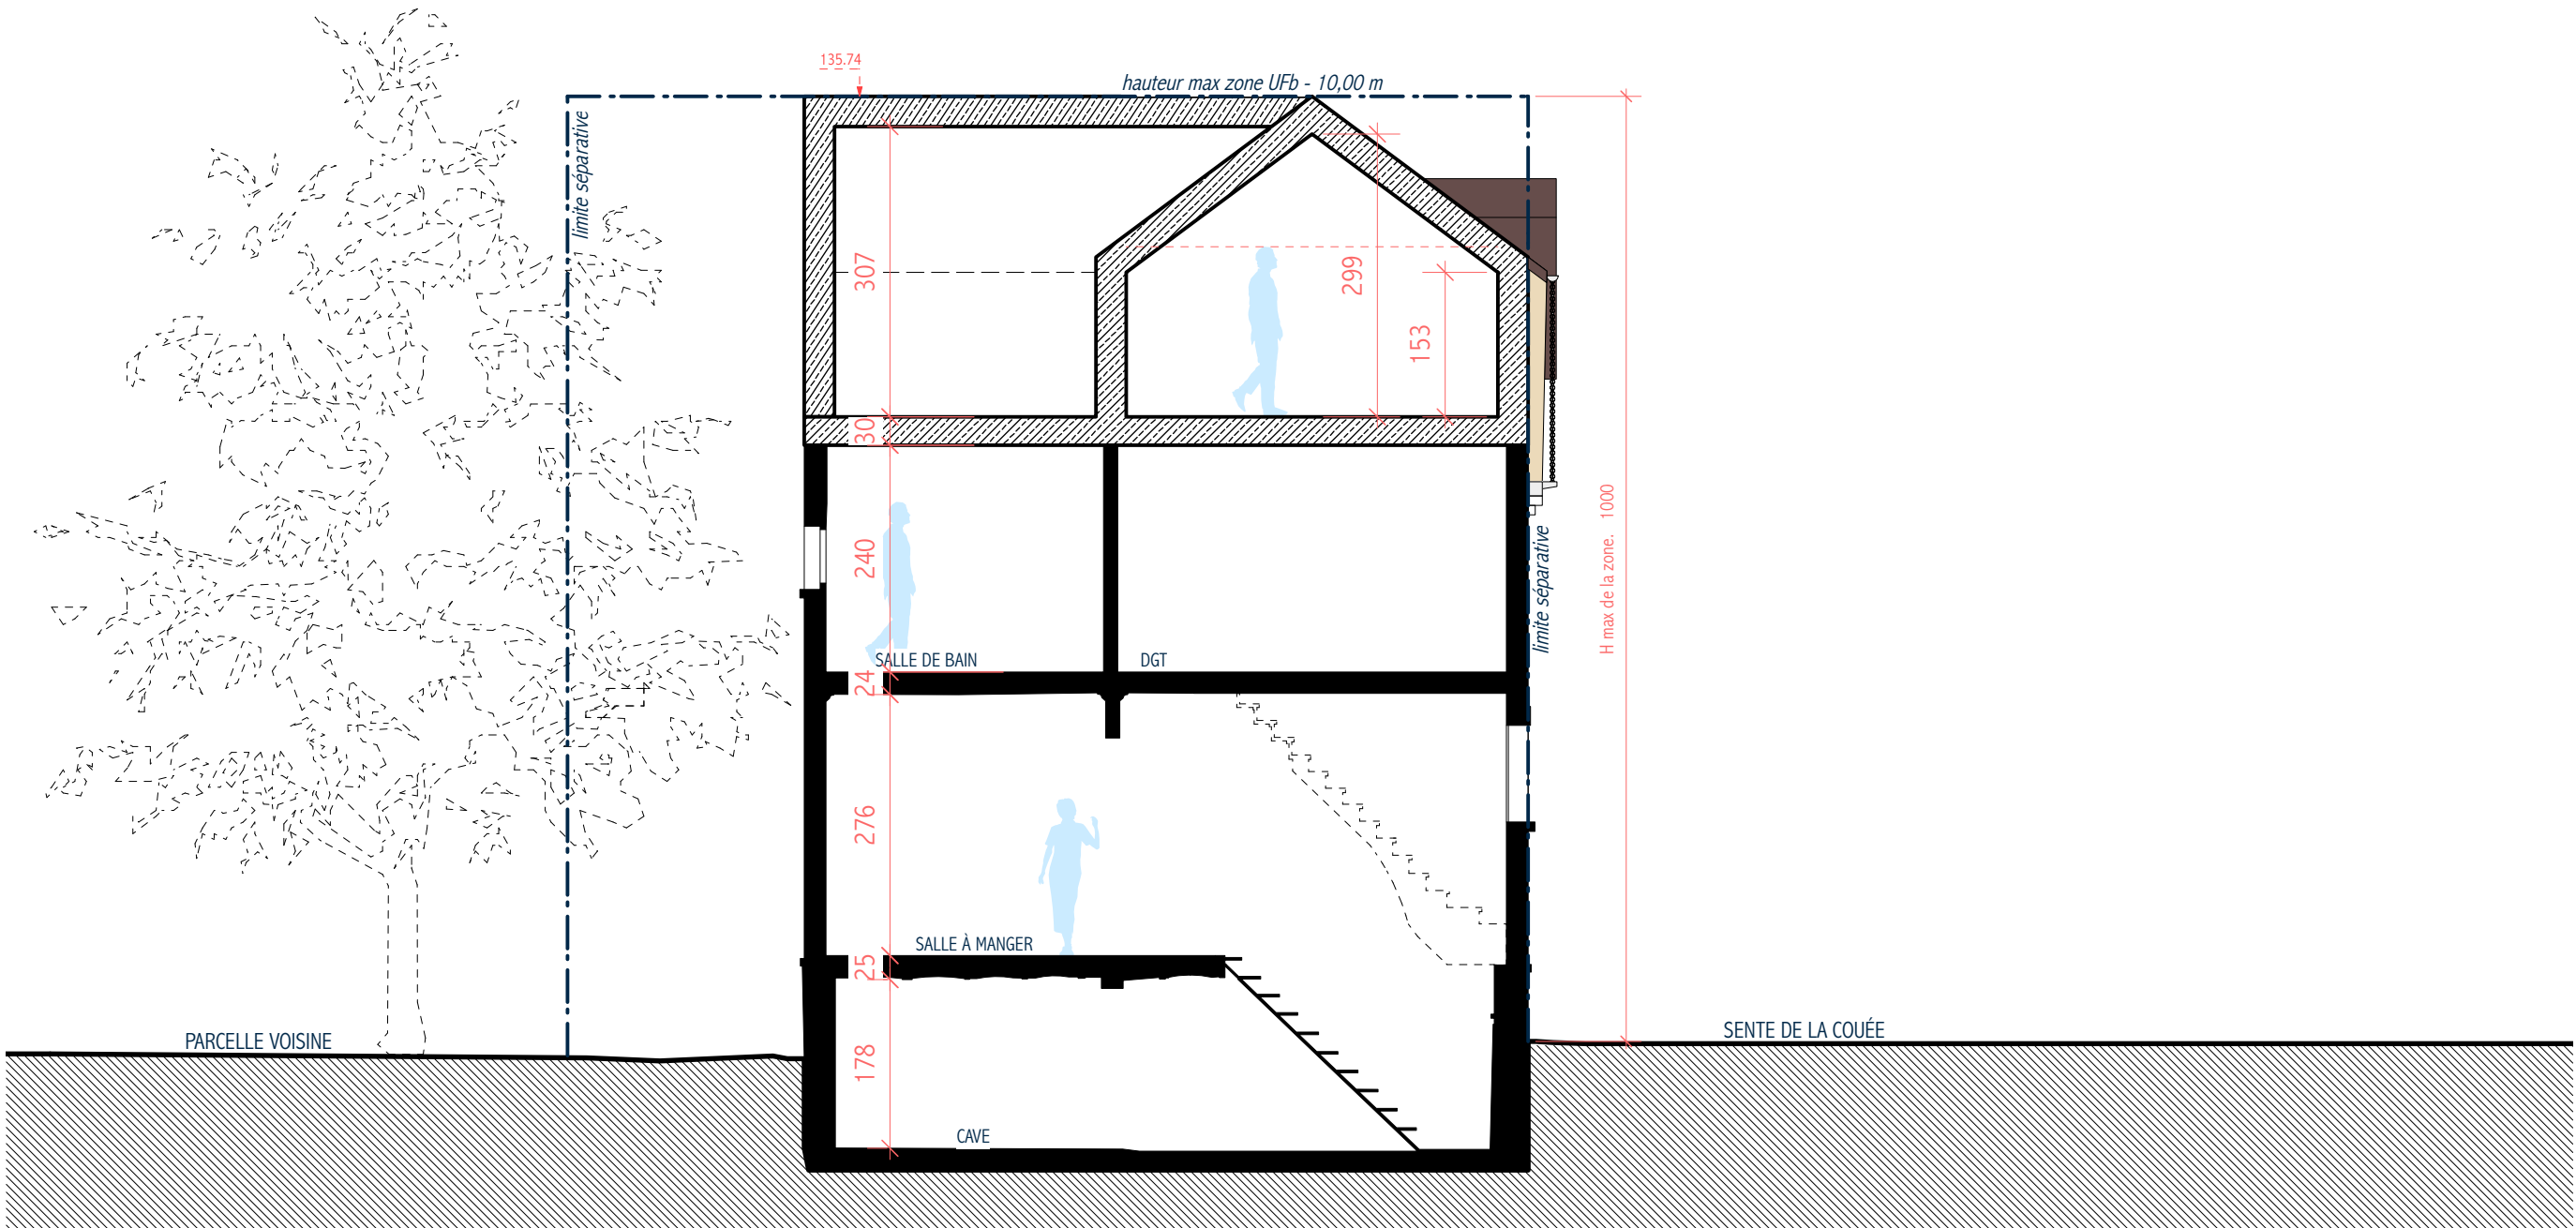 135.74
hauteur max zone UFb - 10,00 m
limite séparative
307
299
153
30
240
H max de la zone. 1000
limite séparative
SALLE DE BAIN
DGT
24
276
SALLE À MANGER
25
PARCELLE VOISINE
SENTE DE LA COUÉE
178
CAVE